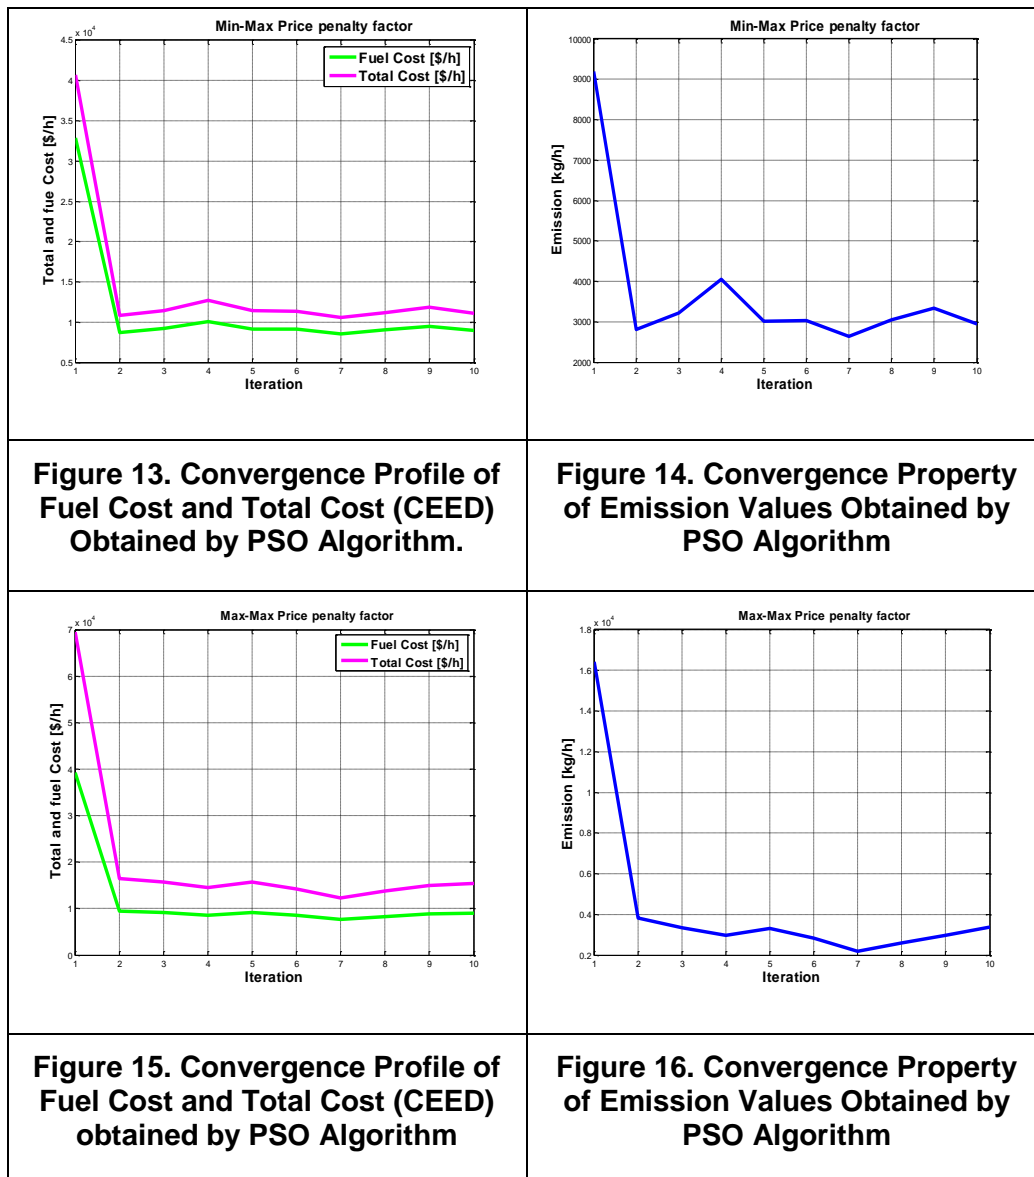 Min-Max Price penalty factor
x 10^4
4.5
4
3.5
3
2.5
2
1.5
1
0.5
Total and fue Cost [$/h]
Fuel Cost [$/h]
Total Cost [$/h]
1 2 3 4 5 6 7 8 9 10
Iteration
Min-Max Price penalty factor
10000
9000
8000
7000
6000
5000
4000
3000
2000
Emission [kg/h]
1 2 3 4 5 6 7 8 9 10
Iteration
Figure 13. Convergence Profile of
Fuel Cost and Total Cost (CEED)
Obtained by PSO Algorithm.
Figure 14. Convergence Property
of Emission Values Obtained by
PSO Algorithm
Max-Max Price penalty factor
x 10^4
7
6
5
4
3
2
1
0
Total and fuel Cost [$/h]
Fuel Cost [$/h]
Total Cost [$/h]
1 2 3 4 5 6 7 8 9 10
Iteration
Max-Max Price penalty factor
x 10^4
1.8
1.6
1.4
1.2
1
0.8
0.6
0.4
0.2
Emission [kg/h]
1 2 3 4 5 6 7 8 9 10
Iteration
Figure 15. Convergence Profile of
Fuel Cost and Total Cost (CEED)
obtained by PSO Algorithm
Figure 16. Convergence Property
of Emission Values Obtained by
PSO Algorithm